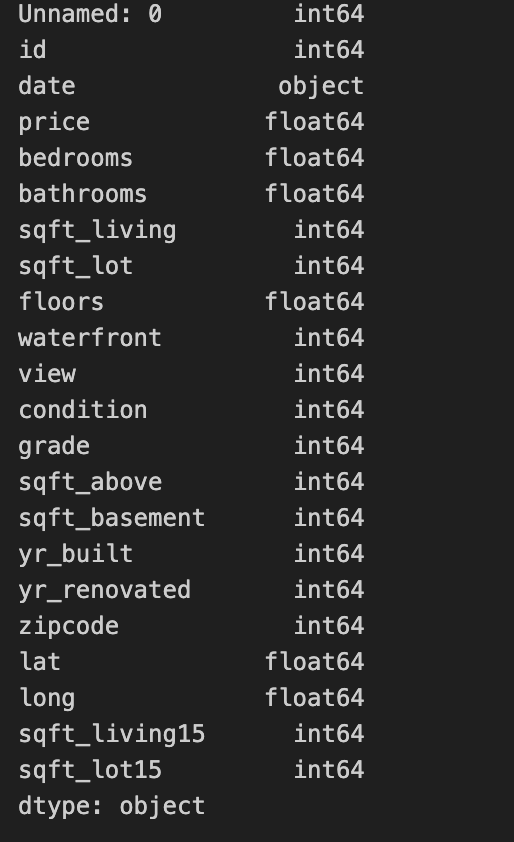 Unnamed: 0 int64
id int64
date object
price float64
bedrooms float64
bathrooms float64
sqft_living int64
sqft_lot int64
floors float64
waterfront int64
view int64
condition int64
grade int64
sqft_above int64
sqft_basement int64
yr_built int64
yr_renovated int64
zipcode int64
lat float64
long float64
sqft_living15 int64
sqft_lot15 int64
dtype: object